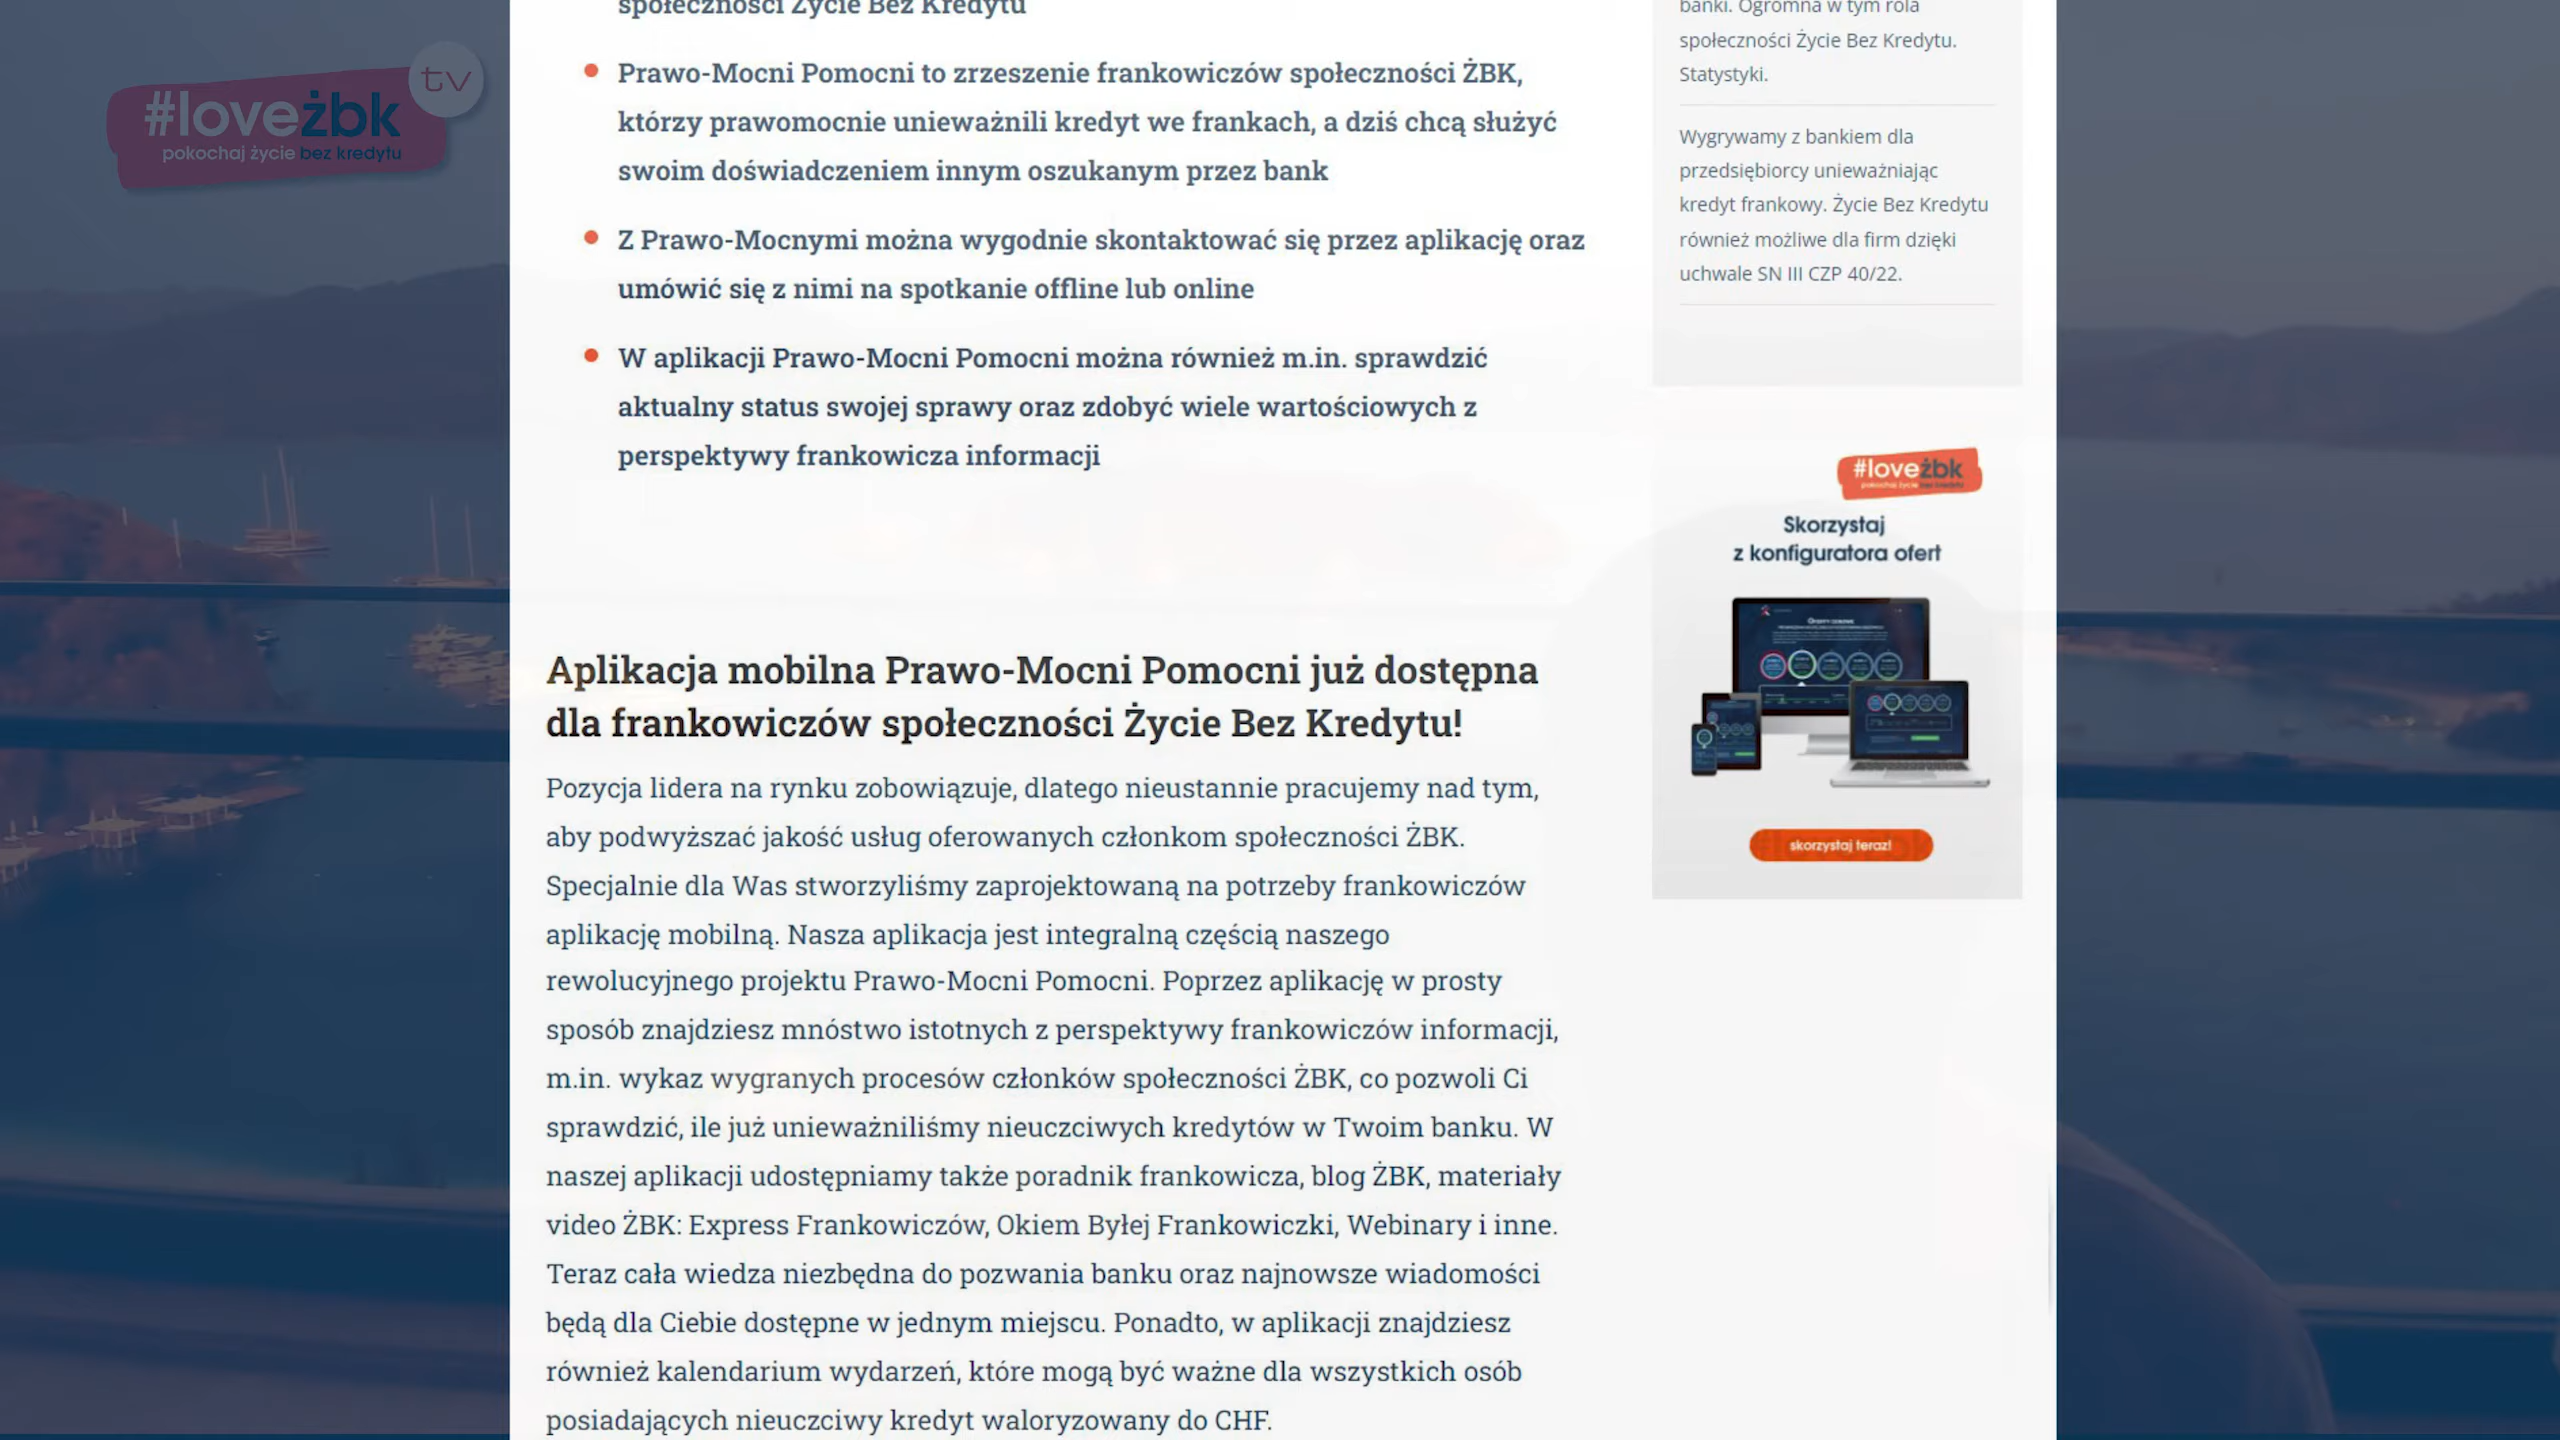 #loveżbk tv
pokochaj życie bez kredytu
społeczności Życie Bez Kredytu
Prawo-Mocni Pomocni to zrzeszenie frankowiczów społeczności ŻBK,
którzy prawomocnie unieważnili kredyt we frankach, a dziś chcą służyć
swoim doświadczeniem innym oszukanym przez bank
Z Prawo-Mocnymi można wygodnie skontaktować się przez aplikację oraz
umówić się z nimi na spotkanie offline lub online
W aplikacji Prawo-Mocni Pomocni można również m.in. sprawdzić
aktualny status swojej sprawy oraz zdobyć wiele wartościowych z
perspektywy frankowicza informacji
Aplikacja mobilna Prawo-Mocni Pomocni już dostępna
dla frankowiczów społeczności Życie Bez Kredytu!
Pozycja lidera na rynku zobowiązuje, dlatego nieustannie pracujemy nad tym,
aby podwyższać jakość usług oferowanych członkom społeczności ŻBK.
Specjalnie dla Was stworzyliśmy zaprojektowaną na potrzeby frankowiczów
aplikację mobilną. Nasza aplikacja jest integralną częścią naszego
rewolucyjnego projektu Prawo-Mocni Pomocni. Poprzez aplikację w prosty
sposób znajdziesz mnóstwo istotnych z perspektywy frankowiczów informacji,
m.in. wykaz wygranych procesów członków społeczności ŻBK, co pozwoli Ci
sprawdzić, ile już unieważniliśmy nieuczciwych kredytów w Twoim banku. W
naszej aplikacji udostępniamy także poradnik frankowicza, blog ŻBK, materiały
video ŻBK: Express Frankowiczów, Okiem Byłej Frankowiczki, Webinary i inne.
Teraz cała wiedza niezbędna do pozwania banku oraz najnowsze wiadomości
będą dla Ciebie dostępne w jednym miejscu. Ponadto, w aplikacji znajdziesz
również kalendarium wydarzeń, które mogą być ważne dla wszystkich osób
posiadających nieuczciwy kredyt waloryzowany do CHF.
banki. Ogromna w tym rola
społeczności Życie Bez Kredytu.
Statystyki.
Wygrywamy z bankiem dla
przedsiębiorcy unieważniając
kredyt frankowy. Życie Bez Kredytu
również możliwe dla firm dzięki
uchwale SN III CZP 40/22.
#loveżbk
pokochaj życie bez kredytu
Skorzystaj
z konfiguratora ofert
skorzystaj teraz!